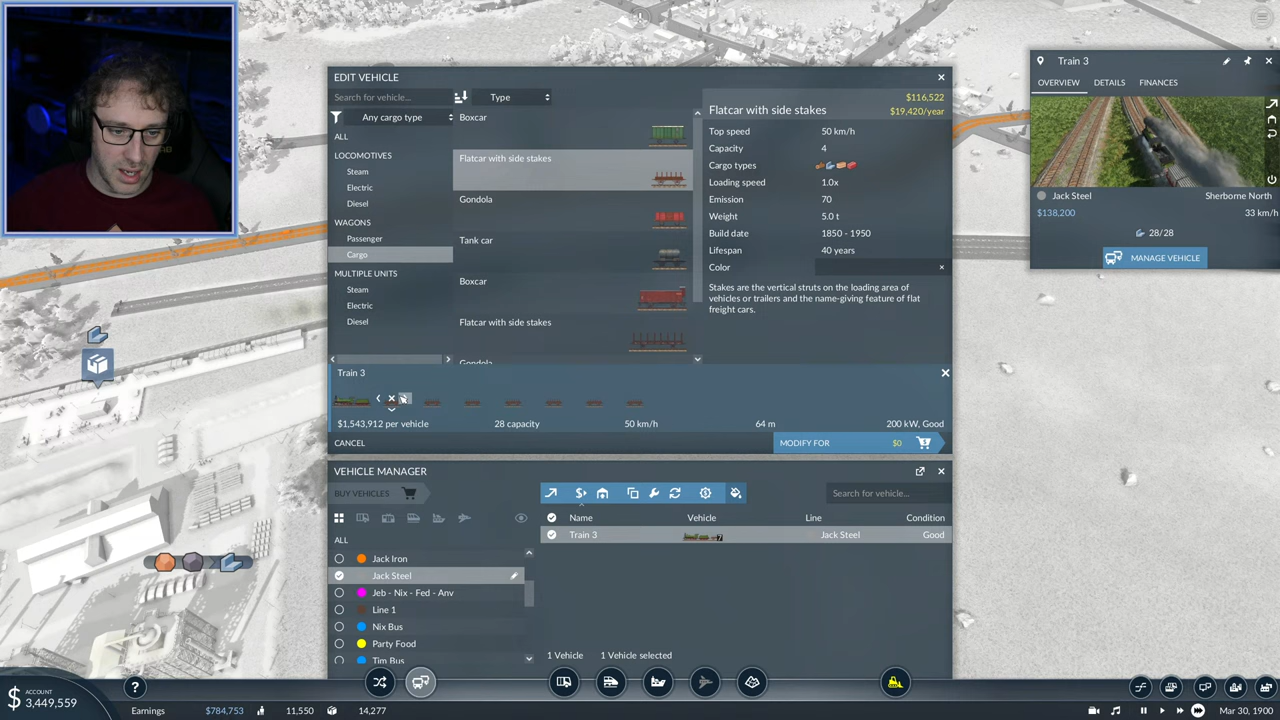 EDIT VEHICLE
Search for vehicle...
Type
Any cargo type
ALL
LOCOMOTIVES
Steam
Electric
Diesel
WAGONS
Passenger
Cargo
MULTIPLE UNITS
Steam
Electric
Diesel
Boxcar
Flatcar with side stakes
Gondola
Tank car
Boxcar
Flatcar with side stakes
Gondola
$116,522
Flatcar with side stakes
$19,420/year
Top speed 50 km/h
Capacity 4
Cargo types
Loading speed 1.0x
Emission 70
Weight 5.0 t
Build date 1850 - 1950
Lifespan 40 years
Color
Stakes are the vertical struts on the loading area of
vehicles or trailers and the name-giving feature of flat
freight cars.
Train 3
$1,543,912 per vehicle 28 capacity 50 km/h 64 m 200 kW, Good
CANCEL
MODIFY FOR $0
VEHICLE MANAGER
BUY VEHICLES
Search for vehicle...
ALL
Jack Iron
Jack Steel
Jeb - Nix - Fed - Anv
Line 1
Nix Bus
Party Food
Tim Bus
Name Vehicle Line Condition
Train 3 7 Jack Steel Good
1 Vehicle 1 Vehicle selected
Train 3
OVERVIEW DETAILS FINANCES
Jack Steel Sherborne North
$138,200 33 km/h
28/28
MANAGE VEHICLE
$ ACCOUNT
3,449,559
?
Earnings $784,753 11,550 14,277
Mar 30, 1900